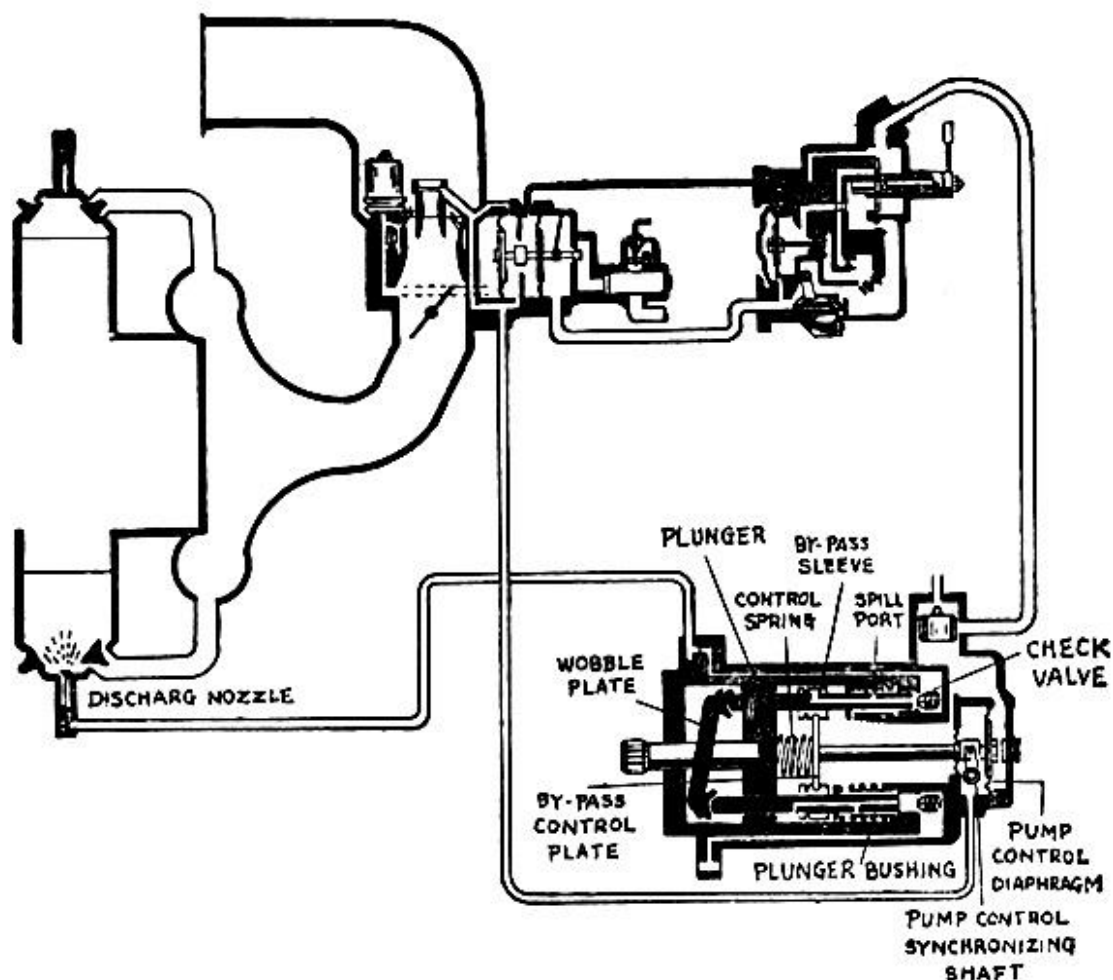 PLUNGER
BY-PASS
SLEEVE
CONTROL
SPRING
SPILL
PORT
CHECK
VALVE
WOBBLE
PLATE
DISCHARG NOZZLE
BY-PASS
CONTROL
PLATE
PLUNGER BUSHING
PUMP
CONTROL
DIAPHRAGM
PUMP CONTROL
SYNCHRONIZING
SHAFT